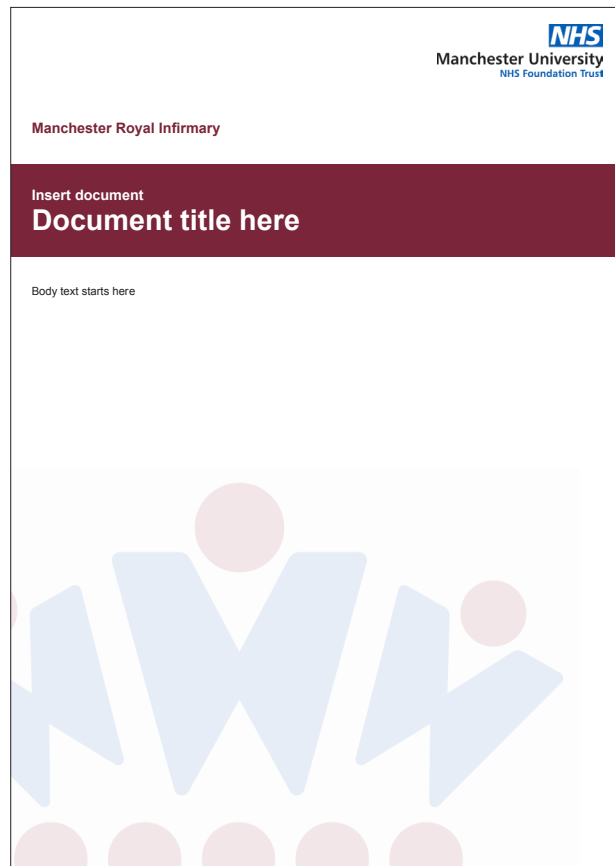 NHS
Manchester University
NHS Foundation Trust
Manchester Royal Infirmary
Insert document
Document title here
Body text starts here